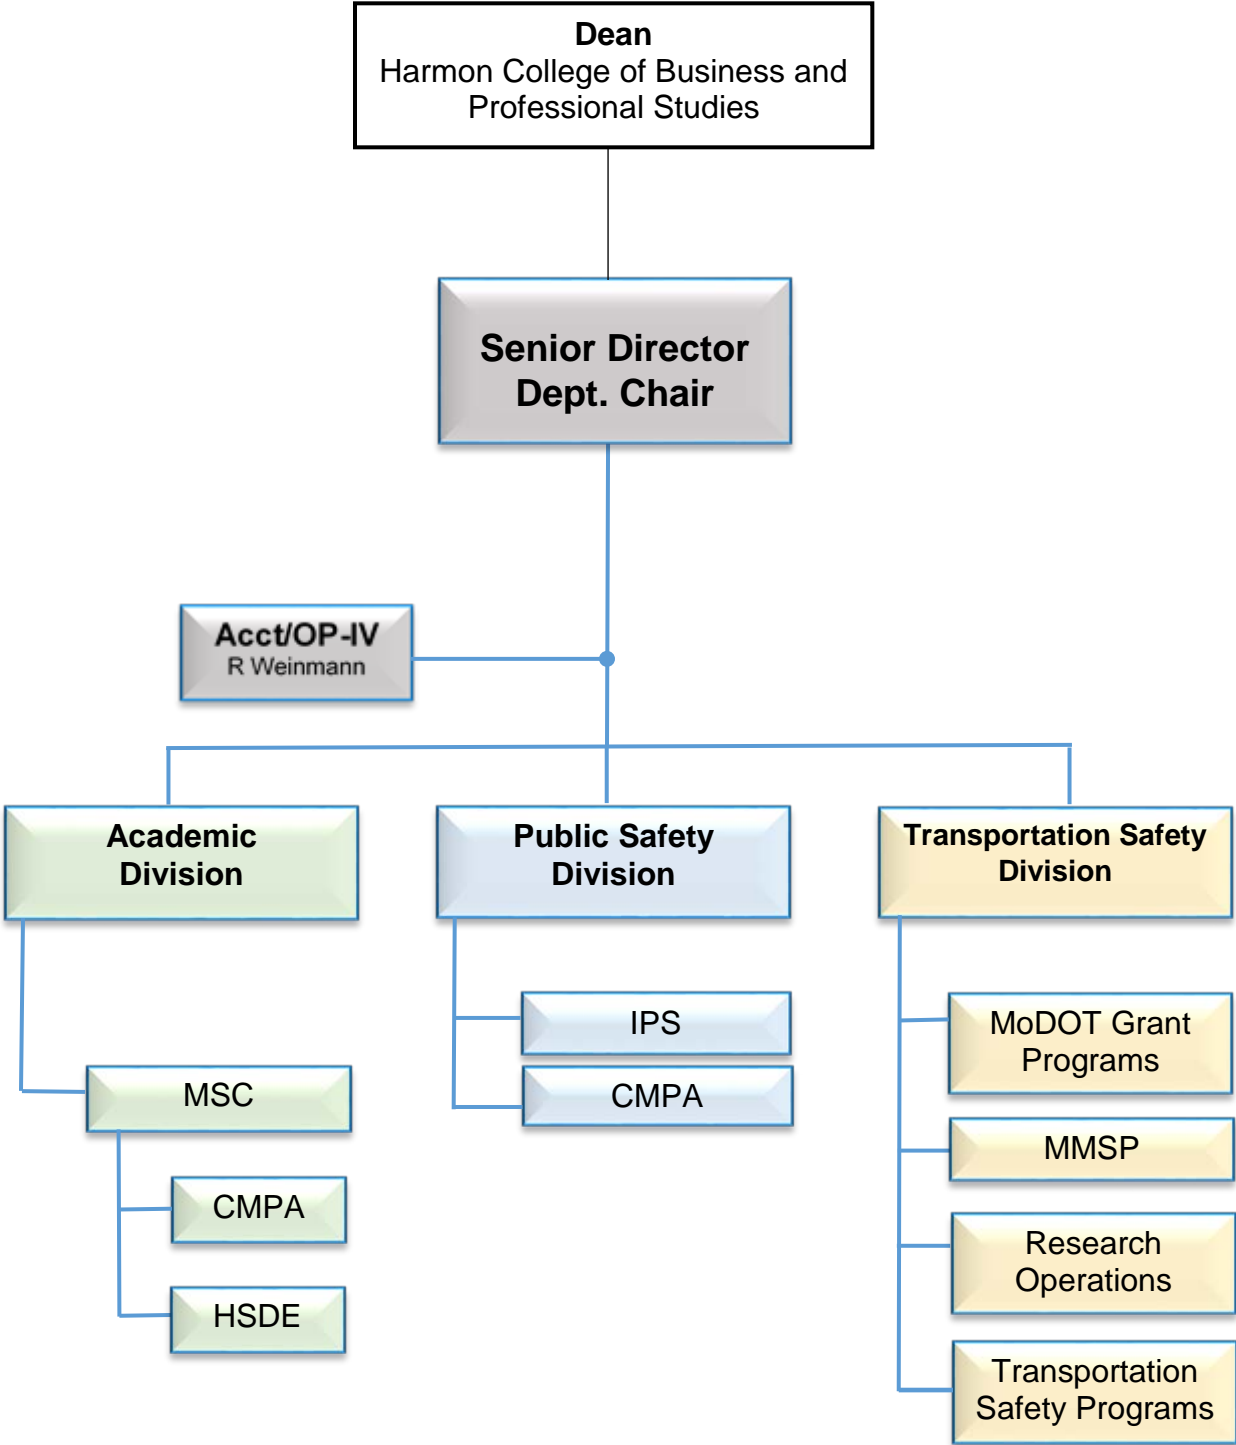 Dean
Harmon College of Business and
Professional Studies
Senior Director
Dept. Chair
Acct/OP-IV
R Weinmann
Academic
Division
MSC
CMPA
HSDE
Public Safety
Division
IPS
CMPA
Transportation Safety
Division
MoDOT Grant
Programs
MMSP
Research
Operations
Transportation
Safety Programs